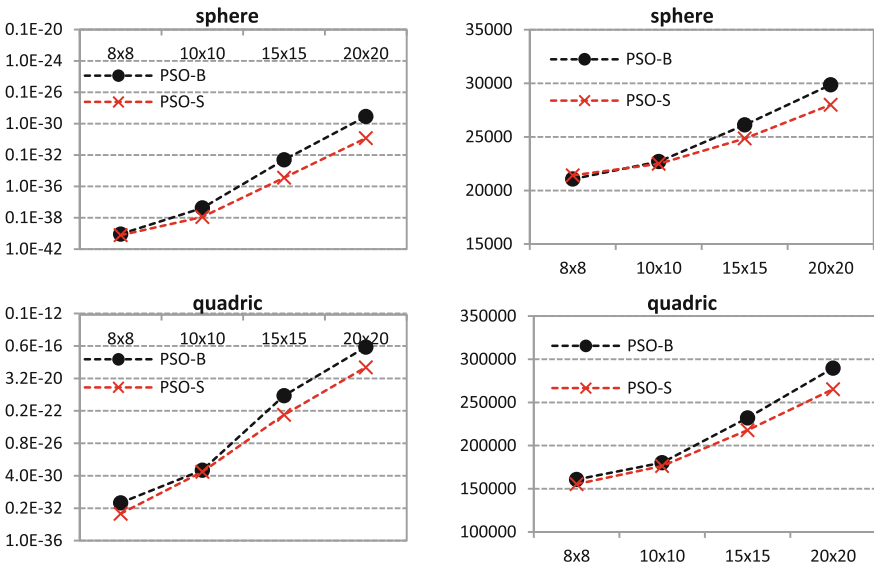 sphere
0.1E-20
8x8 10x10 15x15 20x20
1.0E-24
PSO-B
0.1E-26
PSO-S
1.0E-30
0.1E-32
1.0E-36
0.1E-38
1.0E-42
sphere
35000
PSO-B
30000
PSO-S
25000
20000
15000
8x8 10x10 15x15 20x20
quadric
0.1E-12
8x8 10x10 15x15 20x20
0.6E-16
PSO-B
3.2E-20
PSO-S
0.2E-22
0.8E-26
4.0E-30
0.2E-32
1.0E-36
quadric
350000
PSO-B
300000
PSO-S
250000
200000
150000
100000
8x8 10x10 15x15 20x20